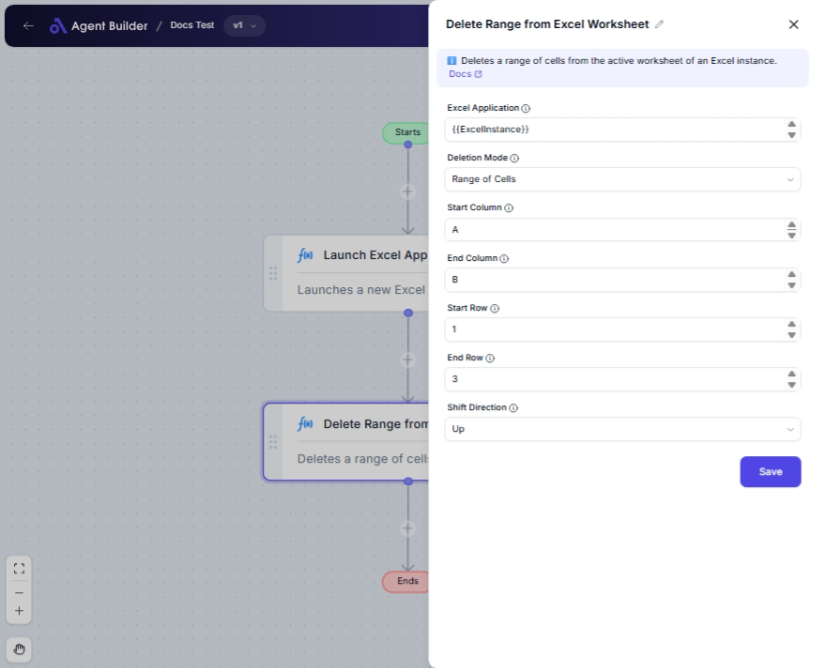 Agent Builder / Docs Test v1
Starts
Launch Excel App
Launches a new Excel
Delete Range from
Deletes a range of cell
Ends
Delete Range from Excel Worksheet
Deletes a range of cells from the active worksheet of an Excel instance.
Docs
Excel Application
{{ExcelInstance}}
Deletion Mode
Range of Cells
Start Column
A
End Column
B
Start Row
1
End Row
3
Shift Direction
Up
Save